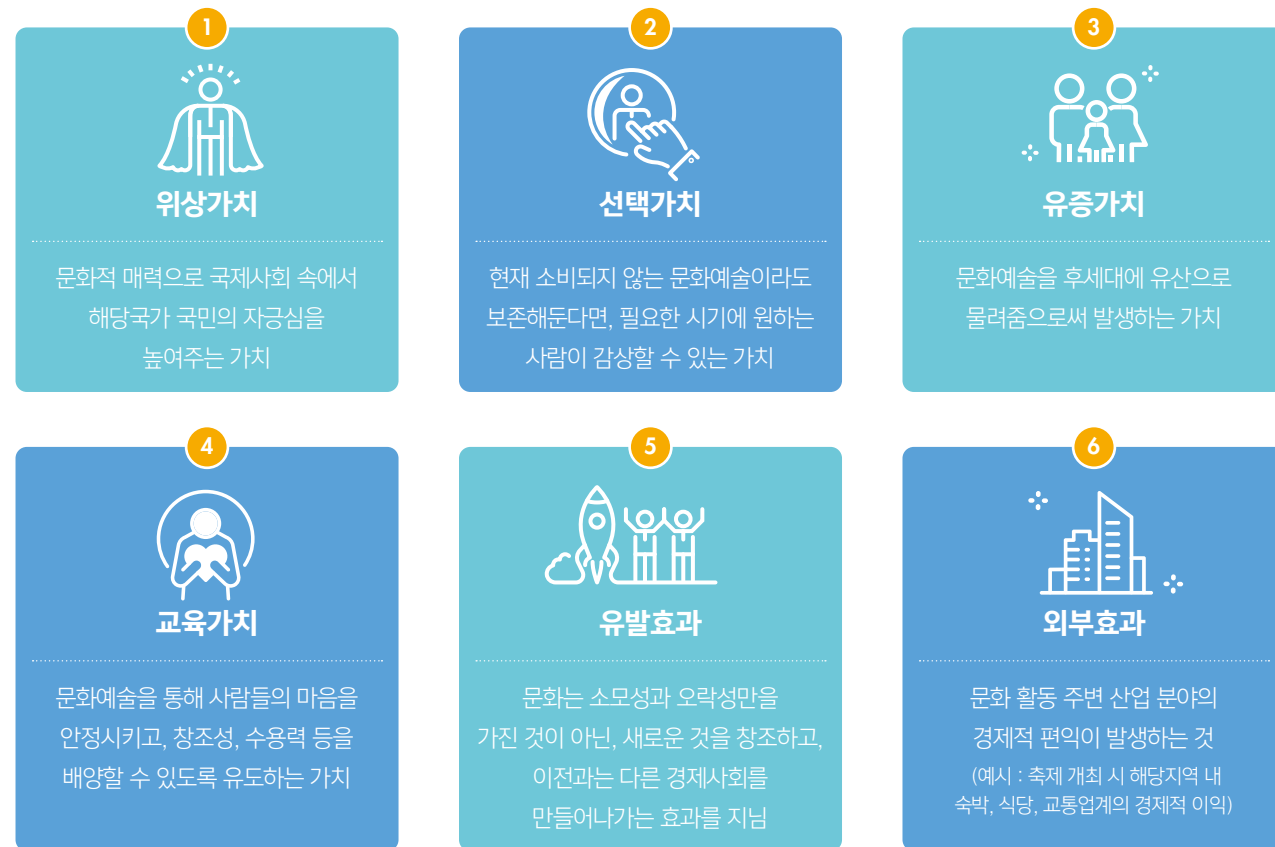 1
위상가치
문화적 매력으로 국제사회 속에서
해당국가 국민의 자긍심을
높여주는 가치
2
선택가치
현재 소비되지 않는 문화예술이라도
보존해둔다면, 필요한 시기에 원하는
사람이 감상할 수 있는 가치
3
유증가치
문화예술을 후세대에 유산으로
물려줌으로써 발생하는 가치
4
교육가치
문화예술을 통해 사람들의 마음을
안정시키고, 창조성, 수용력 등을
배양할 수 있도록 유도하는 가치
5
유발효과
문화는 소모성과 오락성만을
가진 것이 아닌, 새로운 것을 창조하고,
이전과는 다른 경제사회를
만들어나가는 효과를 지님
6
외부효과
문화 활동 주변 산업 분야의
경제적 편익이 발생하는 것
(예시 : 축제 개최 시 해당지역 내
숙박, 식당, 교통업계의 경제적 이익)